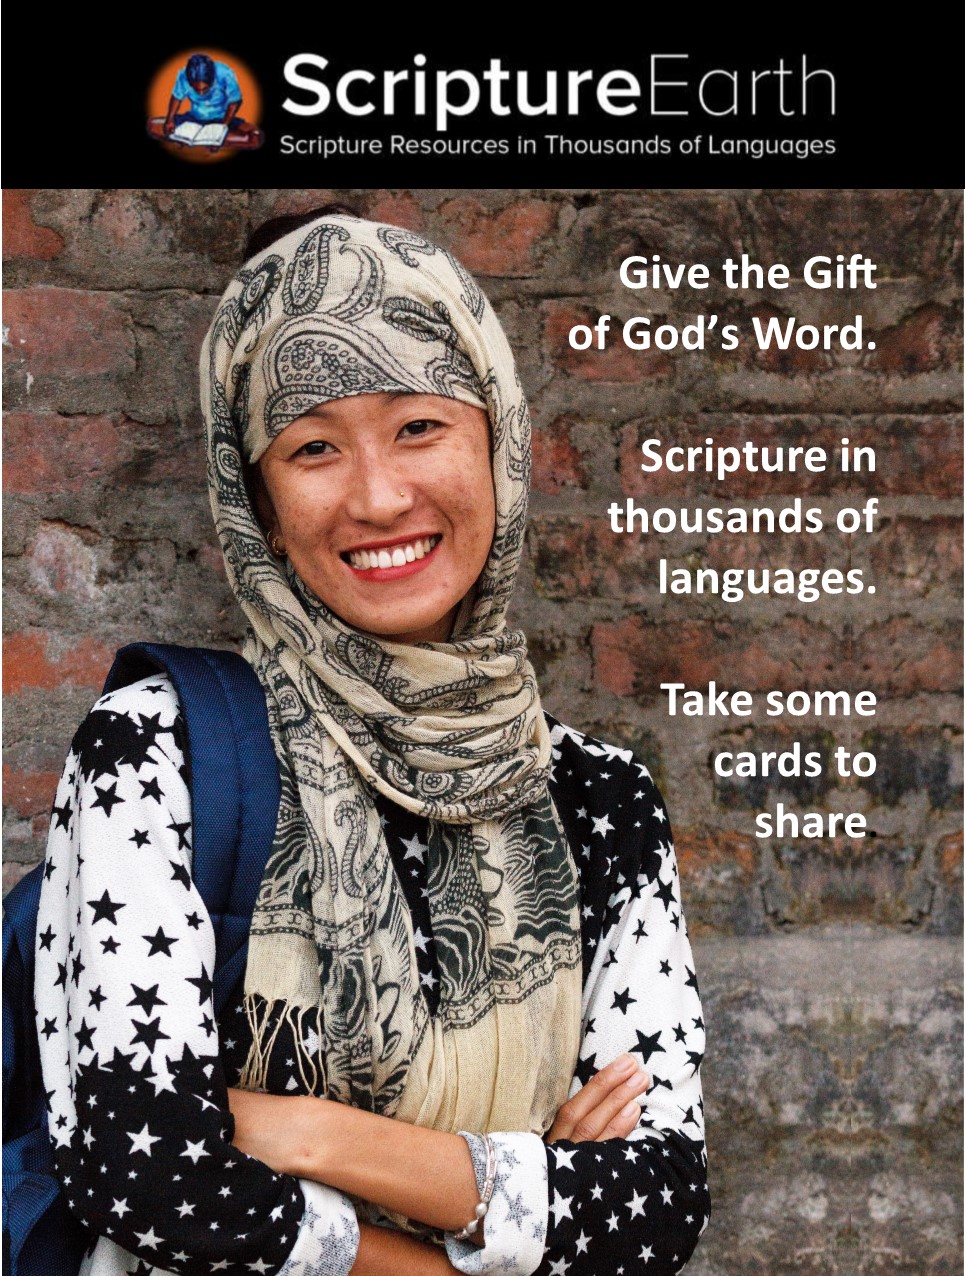 ScriptureEarth
Scripture Resources in Thousands of Languages
Give the Gift
of God’s Word.
Scripture in
thousands of
languages.
Take some
cards to
share.